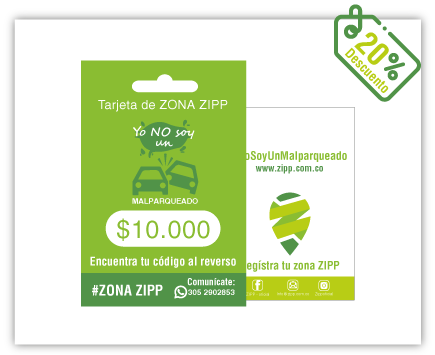 20%
Descuento
Tarjeta de ZONA ZIPP
Yo NO soy
un
MALPARQUEADO
$10.000
Encuentra tu código al reverso
#ZONA ZIPP
Comunícate:
305 2902853
oSoyUnMalparqueado
www.zipp.com.co
egistra tu zona ZIPP